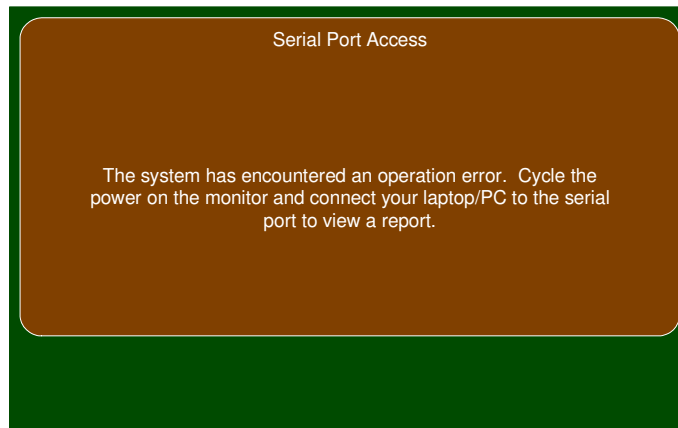 Serial Port Access
The system has encountered an operation error.  Cycle the
power on the monitor and connect your laptop/PC to the serial
port to view a report.